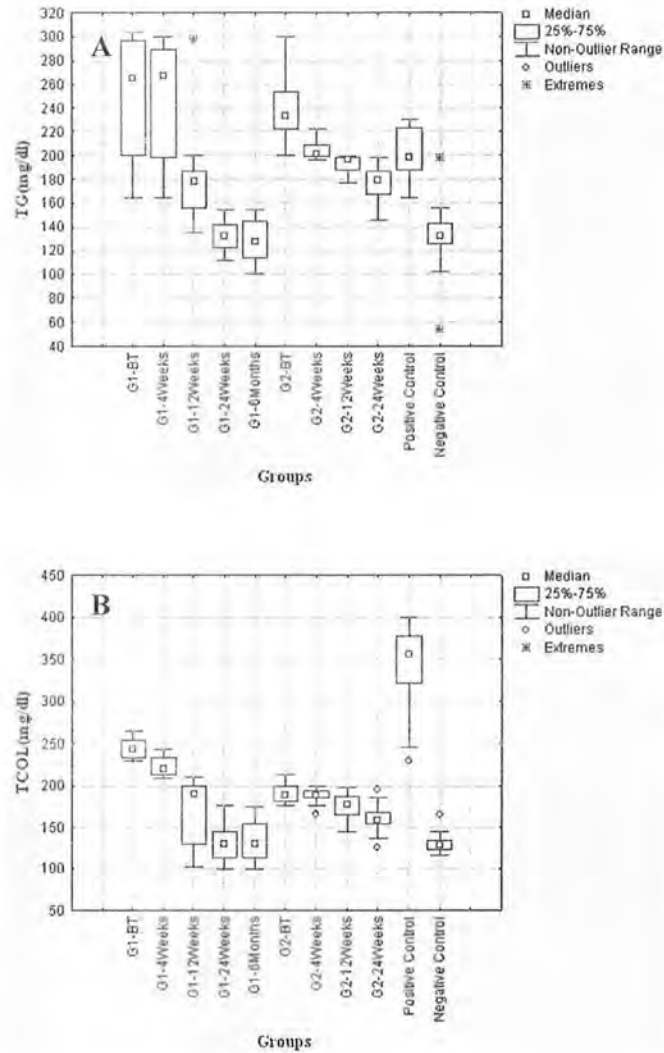 A
TG(mg/dl)
320
300
280
260
240
220
200
180
160
140
120
100
80
60
40
G1-BT
G1-4Weeks
G1-12Weeks
G1-24Weeks
G1-6Months
G2-BT
G2-4Weeks
G2-12Weeks
G2-24Weeks
Positive Control
Negative Control
Groups
Median
25%-75%
Non-Outlier Range
Outliers
Extremes
B
TCOL(mg/dl)
450
400
350
300
250
200
150
100
50
G1-BT
G1-4Weeks
G1-12Weeks
G1-24Weeks
G1-6Months
G2-BT
G2-4Weeks
G2-12Weeks
G2-24Weeks
Positive Control
Negative Control
Groups
Median
25%-75%
Non-Outlier Range
Outliers
Extremes